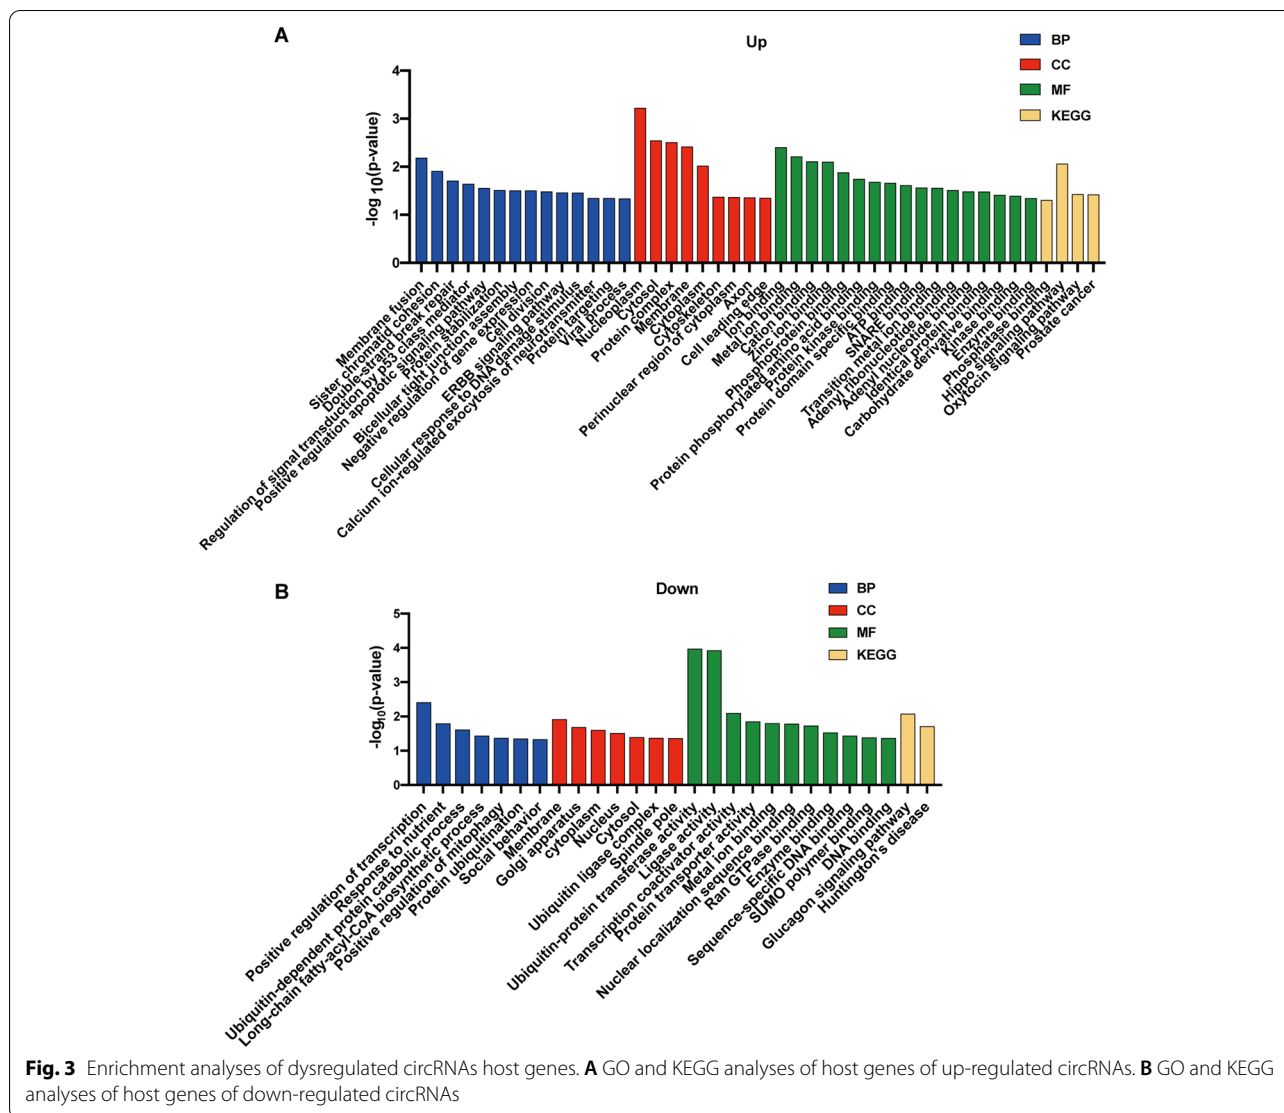 A
Up
BP
CC
MF
KEGG
-log 10(p-value)
4
3
2
1
0
Membrane fusion
Sister chromatid cohesion
Double-strand break repair
Regulation of signal transduction by P53 class mediator
Positive regulation apoptotic signaling pathway
Protein stabilization
Bicellular tight junction assembly
Negative regulation of gene expression
Cell division
ERBB signaling pathway
Cellular response to DNA damage stimulus
Calcium ion-regulated exocytosis of neurotransmitter
Protein targeting
Viral process
Nucleoplasm
Cytosol
Protein complex
Membrane
Cytoplasm
Cytoskeleton
Perinuclear region of cytoplasm
Axon
Cell leading edge
Ion binding
Metal ion binding
Cation binding
Zinc ion binding
Phosphoprotein binding
Protein phosphorylated amino acid binding
Protein kinase binding
Protein domain specific binding
ATP binding
SNARE binding
Transition metal ion binding
Adenyl ribonucleotide binding
Adenyl nucleotide binding
Identical protein binding
Carbohydrate derivative binding
Kinase binding
Enzyme binding
Phosphatase binding
Hippo signaling pathway
Oxytocin signaling pathway
Prostate cancer
B
Down
BP
CC
MF
KEGG
-log10(p-value)
5
4
3
2
1
0
Positive regulation of transcription
Response to nutrient
Ubiquitin-dependent protein catabolic process
Long-chain fatty-acyl-CoA biosynthetic process
Positive regulation of mitophagy
Protein ubiquitination
Social behavior
Membrane
Golgi apparatus
cytoplasm
Nucleus
Cytosol
Ubiquitin ligase complex
Spindle pole
Ubiquitin-protein transferase activity
Ligase activity
Transcription coactivator activity
Protein transporter activity
Metal ion binding
Nuclear localization sequence binding
Ran GTPase binding
Enzyme binding
Sequence-specific DNA binding
SUMO polymer binding
DNA binding
Glucagon signaling pathway
Huntington's disease
Fig. 3 Enrichment analyses of dysregulated circRNAs host genes. A GO and KEGG analyses of host genes of up-regulated circRNAs. B GO and KEGG
analyses of host genes of down-regulated circRNAs